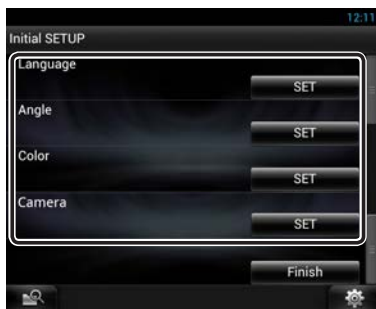 12:11
Initial SETUP
Language
SET
Angle
SET
Color
SET
Camera
SET
Finish